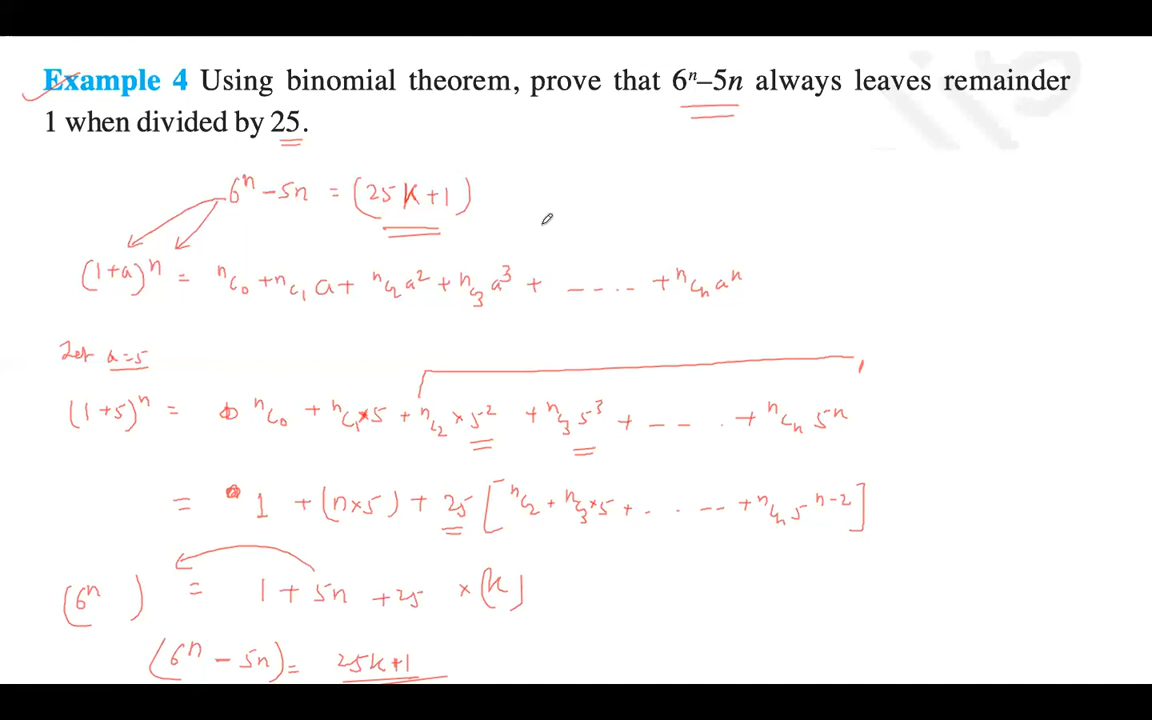 Example 4 Using binomial theorem, prove that 6ⁿ–5n always leaves remainder
1 when divided by 25.
6ⁿ - 5n = (25K+1)
(1+a)ⁿ = ⁿC₀ + ⁿC₁ a + ⁿC₂ a² + ⁿC₃ a³ + ---- + ⁿCₙ aⁿ
Let a=5
(1+5)ⁿ = ⁿC₀ + ⁿC₁×5 + ⁿC₂ × 5² + ⁿC₃ 5³ + -- . + ⁿCₙ 5ⁿ
= 1 + (n×5) + 25 [ⁿC₂ + ⁿC₃×5 + . . -- + ⁿCₙ 5ⁿ⁻²]
(6ⁿ ) = 1 + 5n + 25 × (K)
(6ⁿ - 5n) = 25K+1